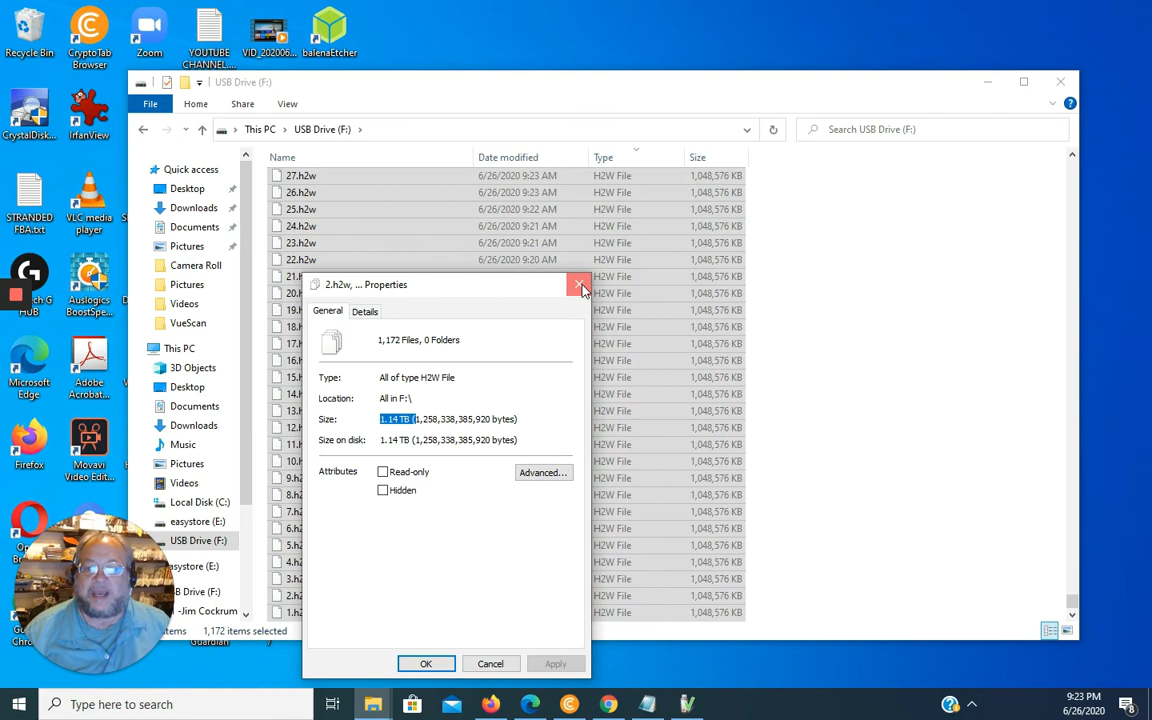 Recycle Bin
CryptoTab
Browser
Zoom
YOUTUBE
CHANNEL....
VID_202006...
balenaEtcher
CrystalDisk...
IrfanView
STRANDED
FBA.txt
VLC media
player
G
HUB
Auslogics
BoostSpe...
Microsoft
Edge
Adobe
Acrobat...
Firefox
Movavi
Video Edit...
USB Drive (F:)
File
Home
Share
View
This PC
USB Drive (F:)
Search USB Drive (F:)
Quick access
Desktop
Downloads
Documents
Pictures
Camera Roll
Pictures
Videos
VueScan
This PC
3D Objects
Desktop
Documents
Downloads
Music
Pictures
Videos
Local Disk (C:)
easystore (E:)
USB Drive (F:)
easystore (E:)
Drive (F:)
-Jim Cockrum
Name Date modified Type Size
27.h2w 6/26/2020 9:23 AM H2W File 1,048,576 KB
26.h2w 6/26/2020 9:23 AM H2W File 1,048,576 KB
25.h2w 6/26/2020 9:22 AM H2W File 1,048,576 KB
24.h2w 6/26/2020 9:21 AM H2W File 1,048,576 KB
23.h2w 6/26/2020 9:21 AM H2W File 1,048,576 KB
22.h2w 6/26/2020 9:20 AM H2W File 1,048,576 KB
21.h H2W File 1,048,576 KB
20.h H2W File 1,048,576 KB
19.h H2W File 1,048,576 KB
18.h H2W File 1,048,576 KB
17.h H2W File 1,048,576 KB
16.h H2W File 1,048,576 KB
15.h H2W File 1,048,576 KB
14.h H2W File 1,048,576 KB
13.h H2W File 1,048,576 KB
12.h H2W File 1,048,576 KB
11.h H2W File 1,048,576 KB
10.h H2W File 1,048,576 KB
9.h2 H2W File 1,048,576 KB
8.h2 H2W File 1,048,576 KB
7.h2 H2W File 1,048,576 KB
6.h2 H2W File 1,048,576 KB
5.h2 H2W File 1,048,576 KB
4.h2 H2W File 1,048,576 KB
3.h2 H2W File 1,048,576 KB
2.h2 H2W File 1,048,576 KB
1.h2 H2W File 1,048,576 KB
2.h2w, ... Properties
General
Details
1,172 Files, 0 Folders
Type: All of type H2W File
Location: All in F:\
Size: 1.14 TB (1,258,338,385,920 bytes)
Size on disk: 1.14 TB (1,258,338,385,920 bytes)
Attributes
Read-only
Advanced...
Hidden
OK
Cancel
Apply
1,172 items selected
Type here to search
9:23 PM
6/26/2020
8